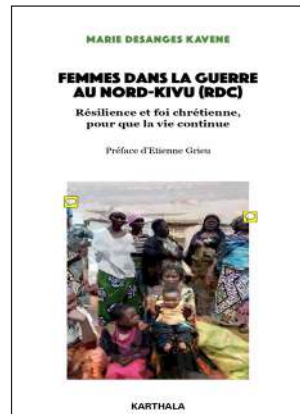 MARIE DESANGES KAVENE
FEMMES DANS LA GUERRE
AU NORD-KIVU (RDC)
Résilience et foi chrétienne,
pour que la vie continue
Préface d'Etienne Grieu
KARTHALA